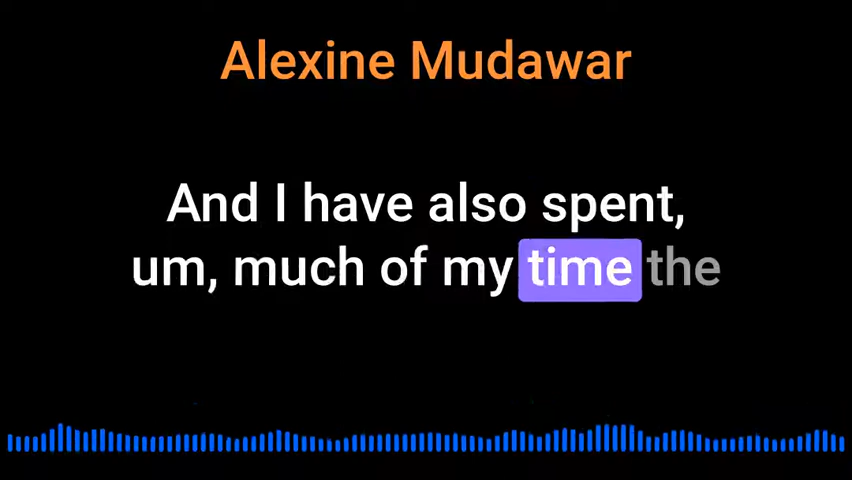 Alexine Mudawar
And I have also spent,
um, much of my time the